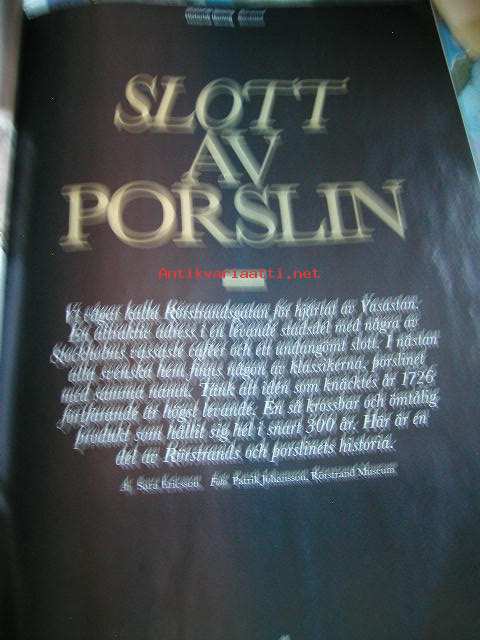 SLOTT
AV
PORSLIN
Antikvariaatti.net
Vi vågar kalla Rörstrandsgatan för hjärtat av Vasastan.
En attraktiv adress i en levande stadsdel med några av
Stockholms vassaste caféer och ett undangömt slott. I nästan
alla svenska hem finns någon av klassikerna, porslinet
med samma namn. Tänk att idén som knäcktes år 1726
fortfarande är högst levande. En så krossbar och ömtålig
produkt som hållit sig hel i snart 300 år. Här är en
del av Rörstrands och porslinets historia.
Av Sara Eriksson Foto Patrik Johansson, Rörstrand Museum